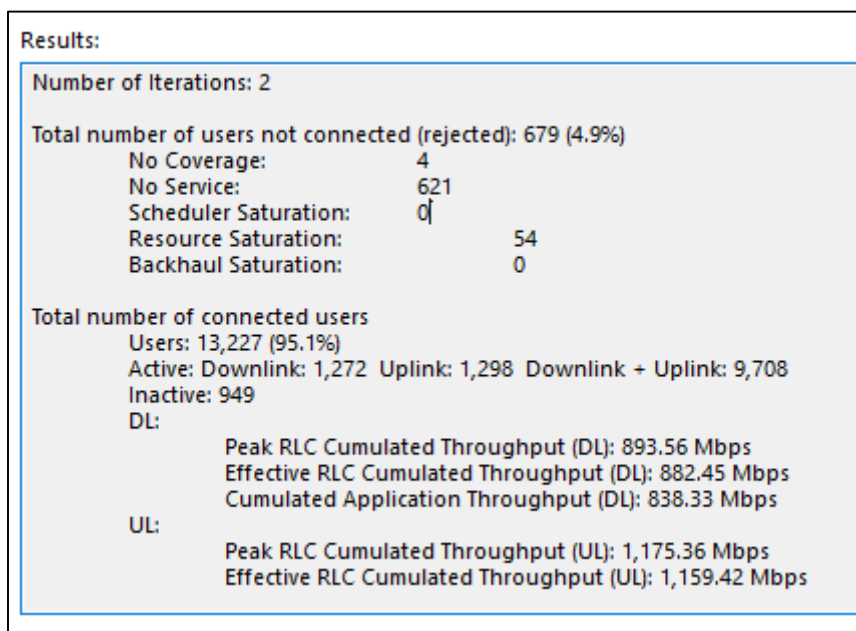 Results:
Number of Iterations: 2
Total number of users not connected (rejected): 679 (4.9%)
No Coverage: 4
No Service: 621
Scheduler Saturation: 0
Resource Saturation: 54
Backhaul Saturation: 0
Total number of connected users
Users: 13,227 (95.1%)
Active: Downlink: 1,272 Uplink: 1,298 Downlink + Uplink: 9,708
Inactive: 949
DL:
Peak RLC Cumulated Throughput (DL): 893.56 Mbps
Effective RLC Cumulated Throughput (DL): 882.45 Mbps
Cumulated Application Throughput (DL): 838.33 Mbps
UL:
Peak RLC Cumulated Throughput (UL): 1,175.36 Mbps
Effective RLC Cumulated Throughput (UL): 1,159.42 Mbps